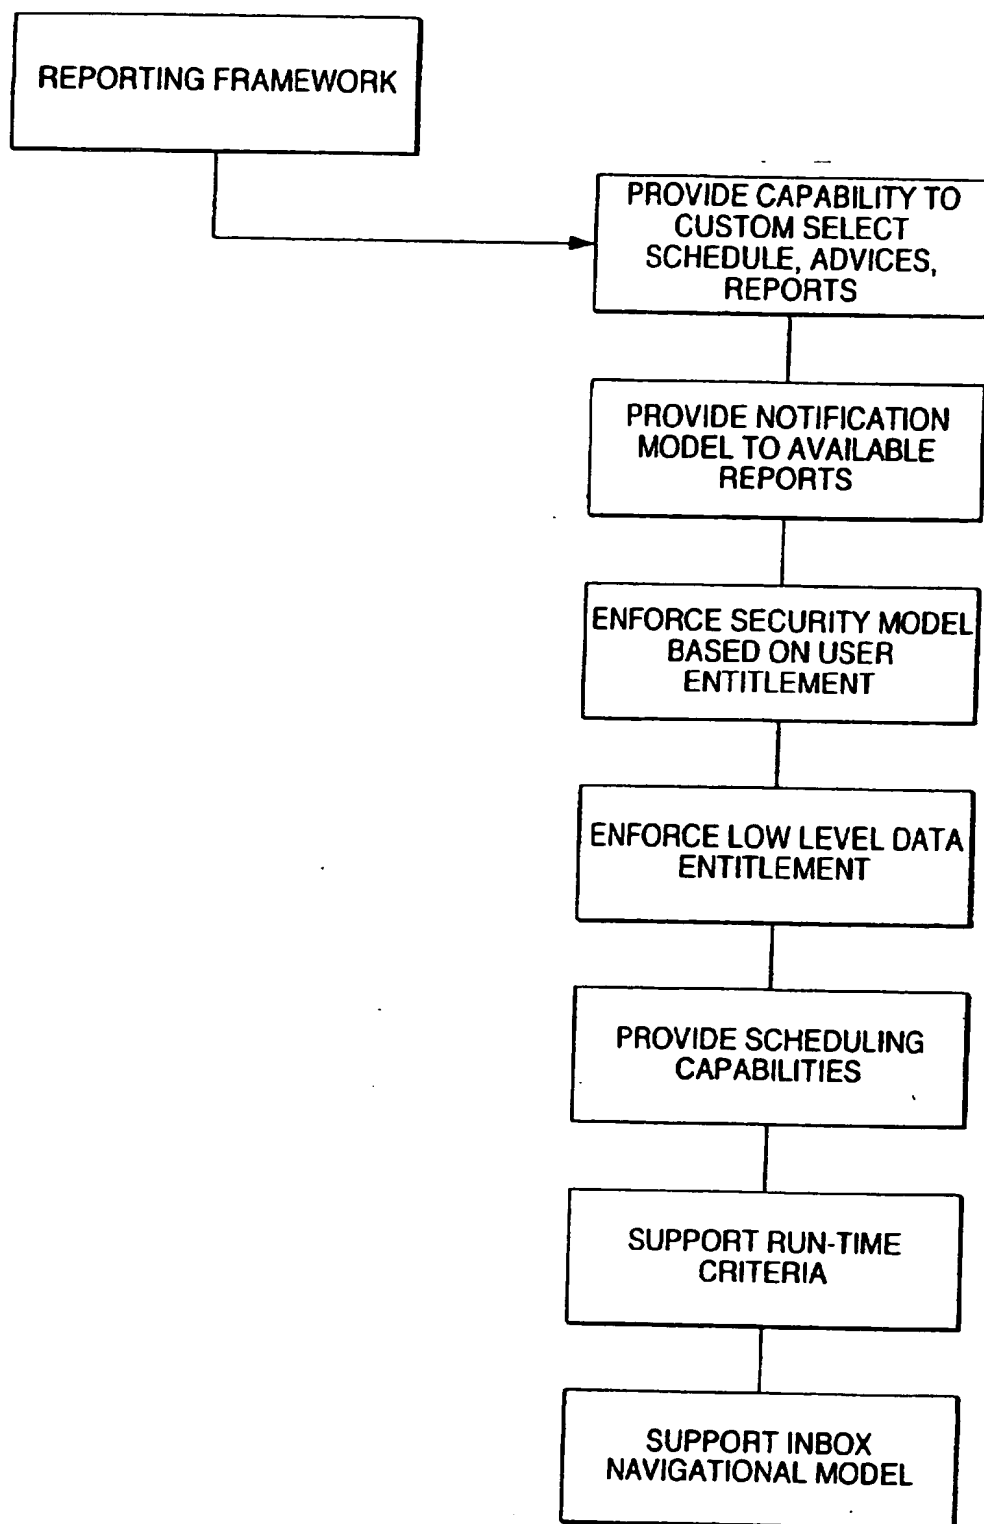 REPORTING FRAMEWORK
PROVIDE CAPABILITY TO
CUSTOM SELECT
SCHEDULE, ADVICES,
REPORTS
PROVIDE NOTIFICATION
MODEL TO AVAILABLE
REPORTS
ENFORCE SECURITY MODEL
BASED ON USER
ENTITLEMENT
ENFORCE LOW LEVEL DATA
ENTITLEMENT
PROVIDE SCHEDULING
CAPABILITIES
SUPPORT RUN-TIME
CRITERIA
SUPPORT INBOX
NAVIGATIONAL MODEL